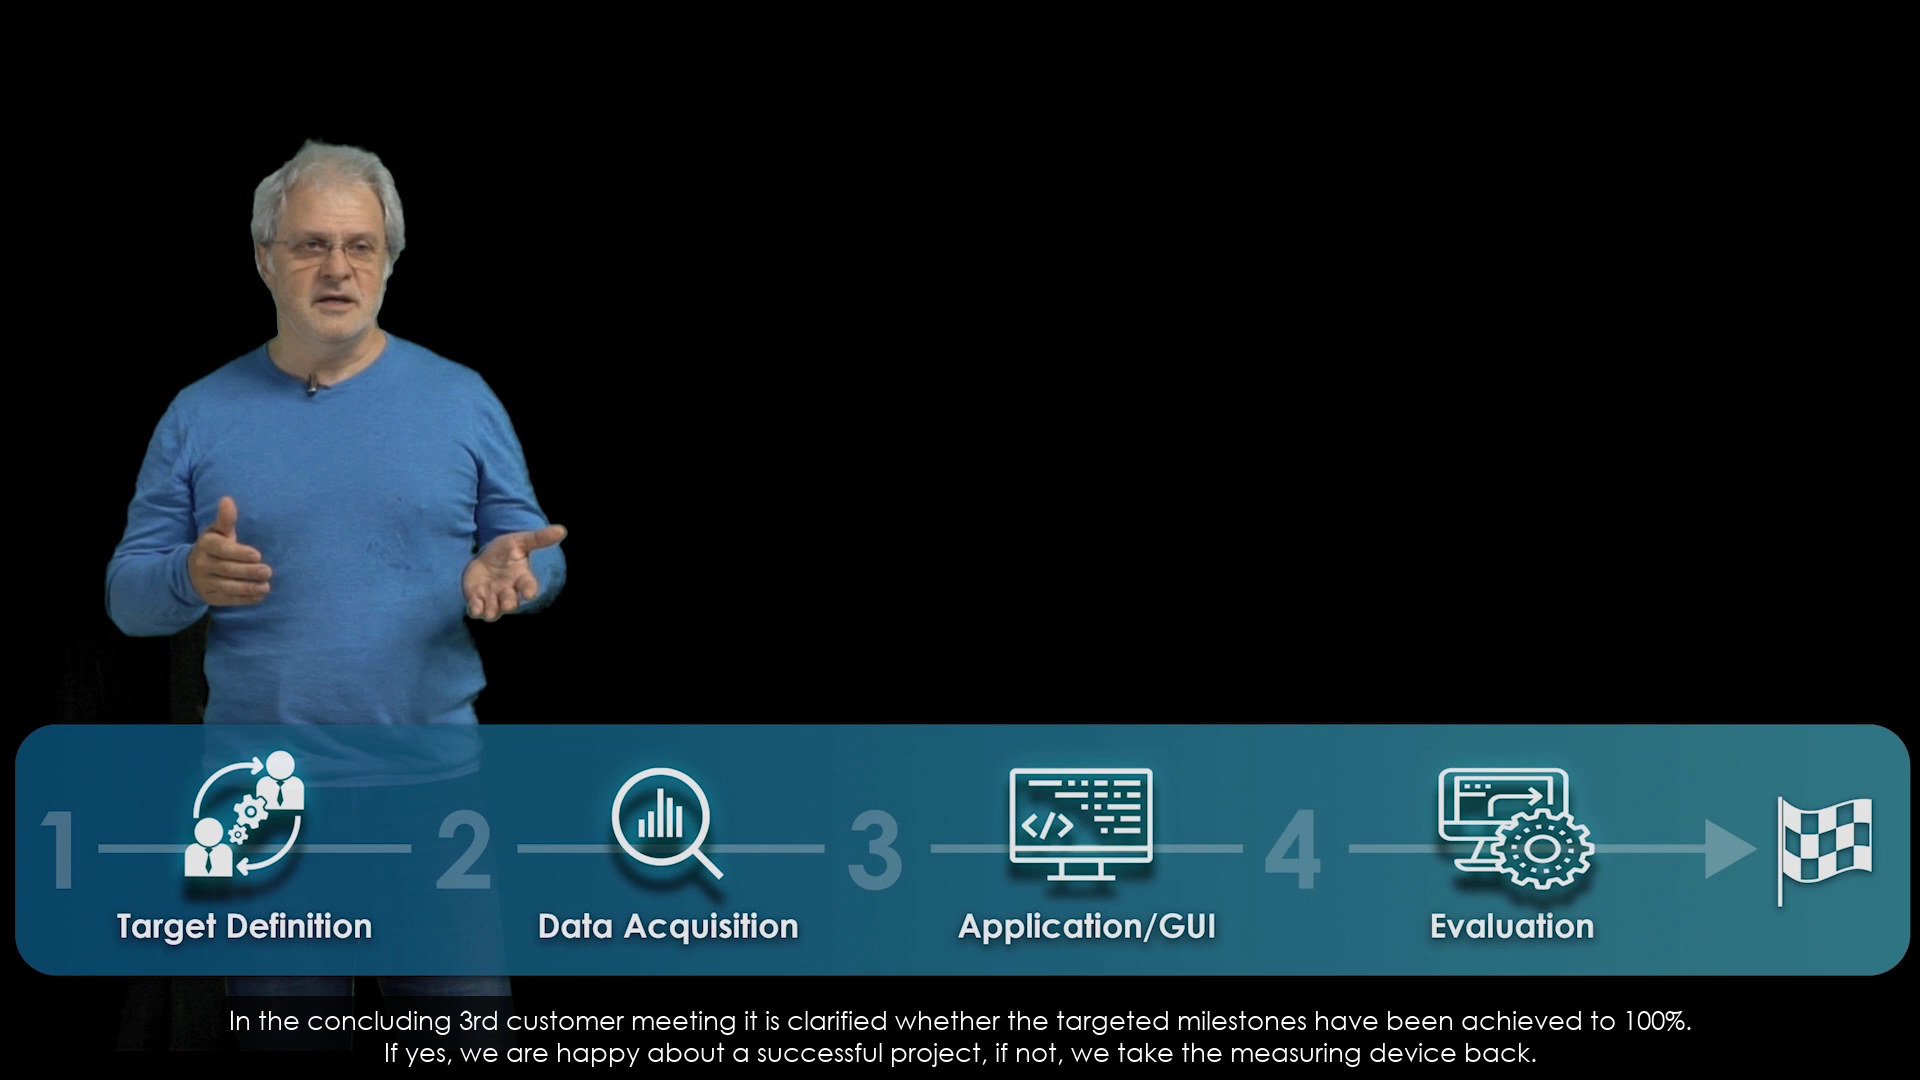 1
2
3
4
</>
Target Definition
Data Acquisition
Application/GUI
Evaluation
In the concluding 3rd customer meeting it is clarified whether the targeted milestones have been achieved to 100%.
If yes, we are happy about a successful project, if not, we take the measuring device back.